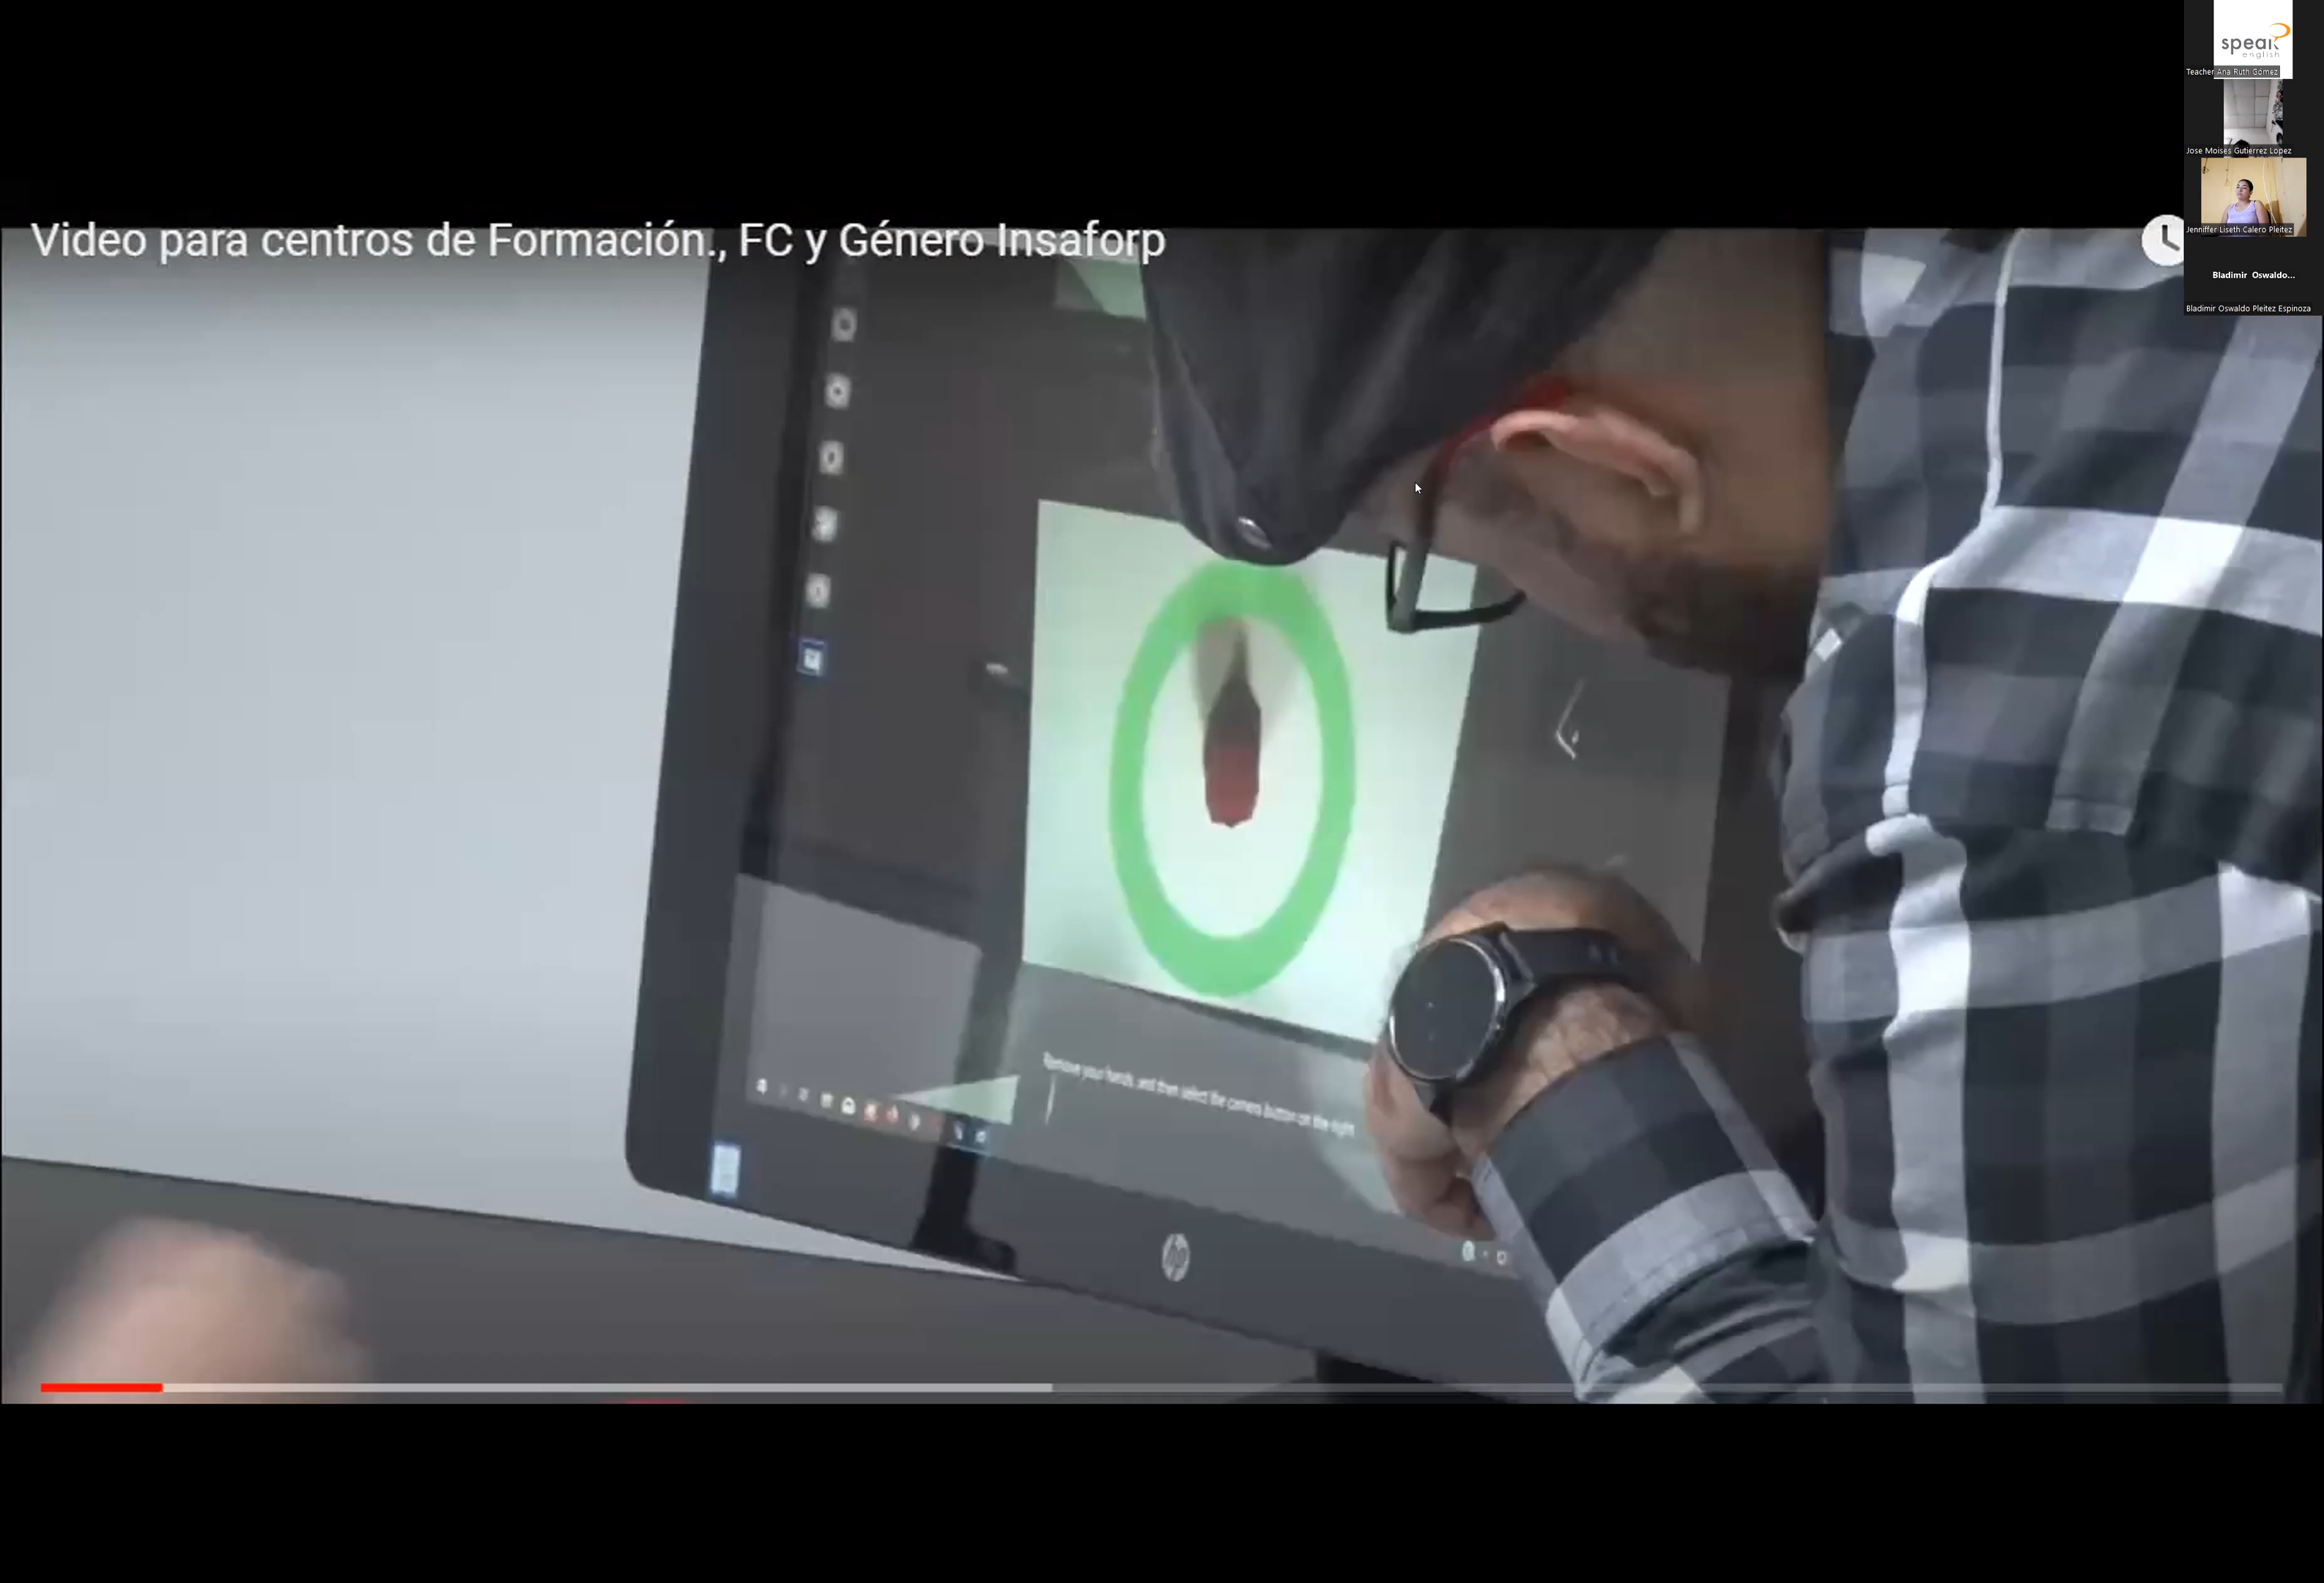 Video para centros de Formación., FC y Género Insaforp
speak
english
Teacher Ana Ruth Gómez
Jose Moises Gutierrez Lopez
Jenniffer Liseth Calero Pleitez
Bladimir Oswaldo...
Bladimir Oswaldo Pleitez Espinoza
Remove your hands, and then select the camera button on the right
hp